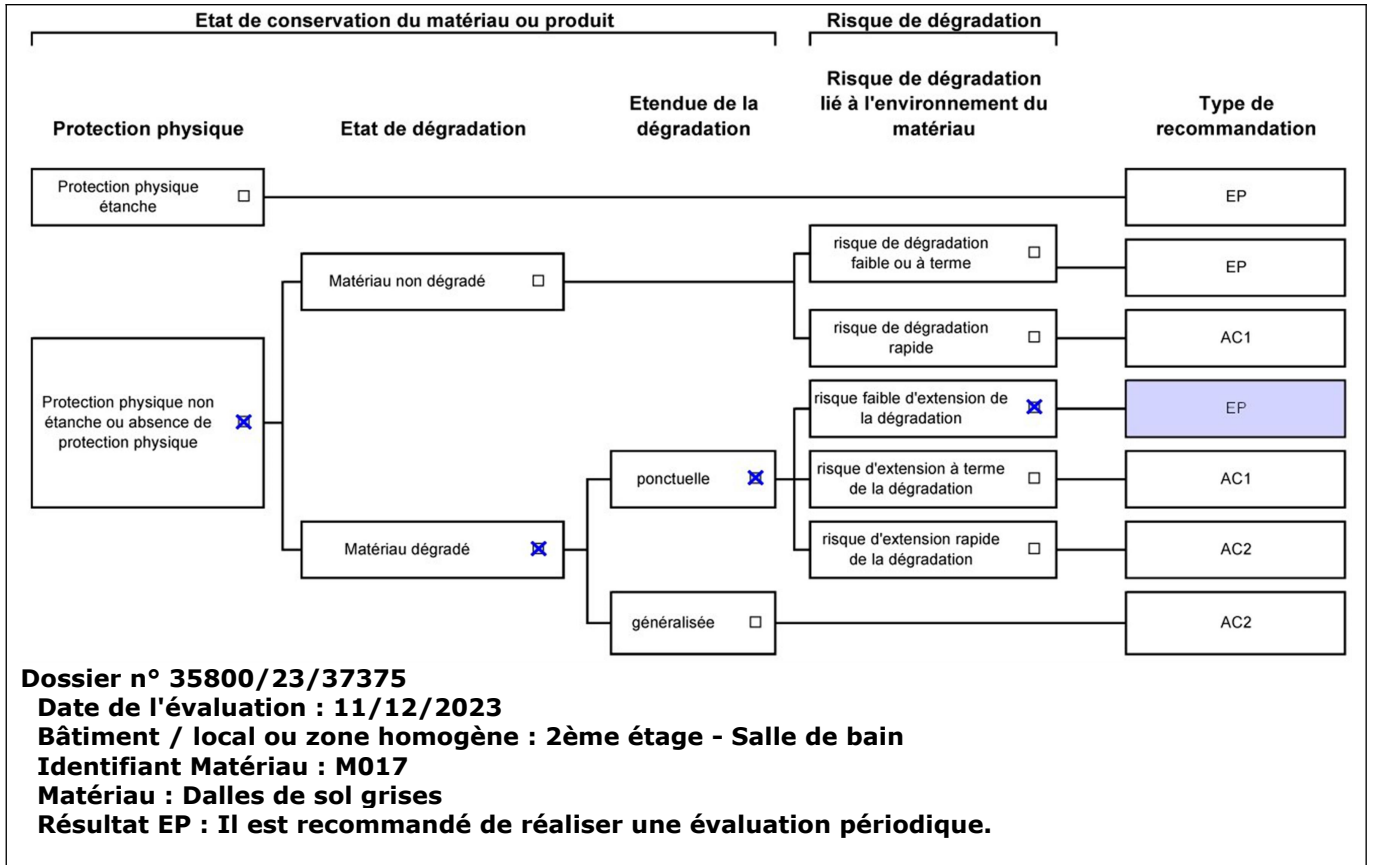 Etat de conservation du matériau ou produit
Risque de dégradation
Protection physique
Etat de dégradation
Etendue de la
dégradation
Risque de dégradation
lié à l'environnement du
matériau
Type de
recommandation
Protection physique
étanche
EP
Matériau non dégradé
risque de dégradation
faible ou à terme
EP
risque de dégradation
rapide
AC1
Protection physique non
étanche ou absence de
protection physique
risque faible d'extension de
la dégradation
EP
ponctuelle
risque d'extension à terme
de la dégradation
AC1
Matériau dégradé
risque d'extension rapide
de la dégradation
AC2
généralisée
AC2
Dossier n° 35800/23/37375
Date de l'évaluation : 11/12/2023
Bâtiment / local ou zone homogène : 2ème étage - Salle de bain
Identifiant Matériau : M017
Matériau : Dalles de sol grises
Résultat EP : Il est recommandé de réaliser une évaluation périodique.